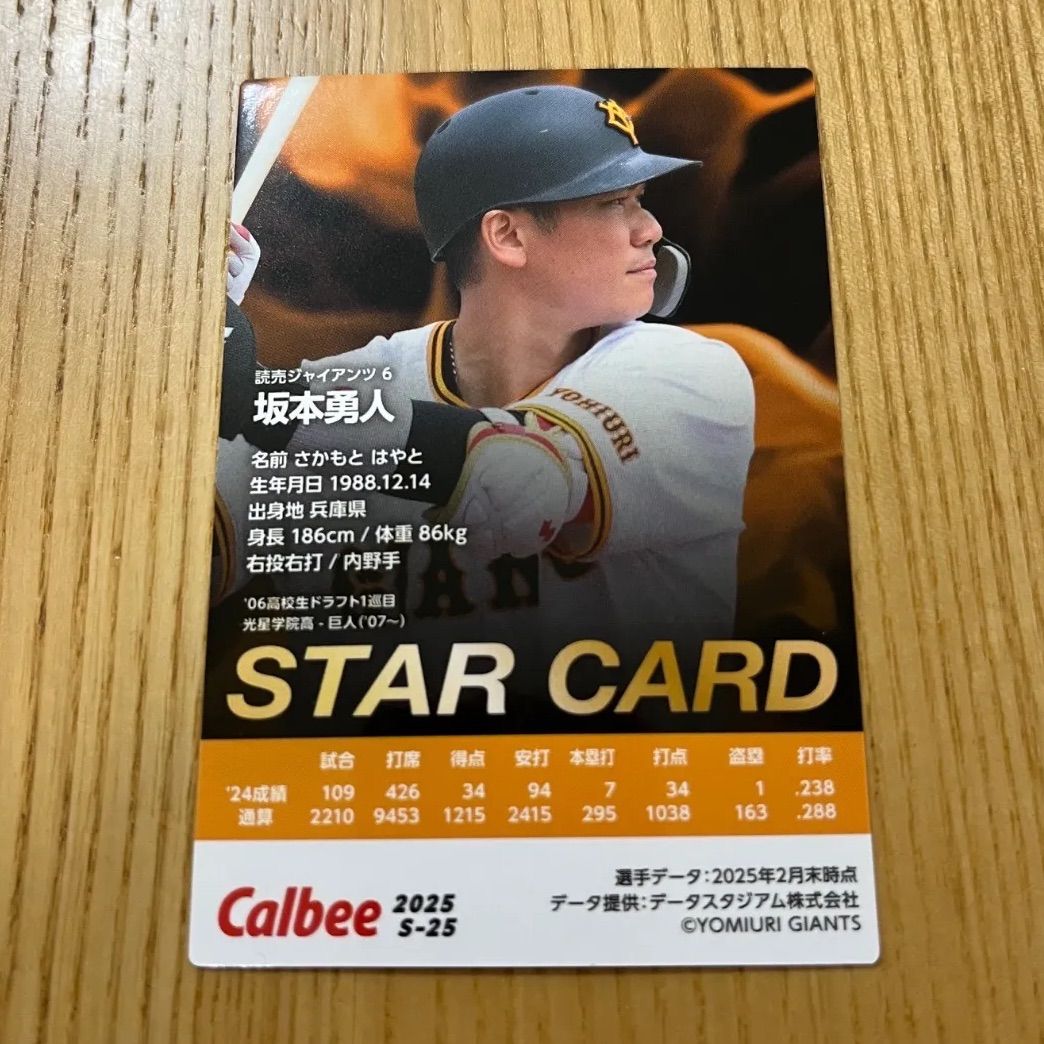 YOMIURI
読売ジャイアンツ 6
坂本勇人
名前 さかもと はやと
生年月日 1988.12.14
出身地 兵庫県
身長 186cm / 体重 86kg
右投右打 / 内野手
'06高校生ドラフト1巡目
光星学院高 - 巨人('07～)
STAR CARD
試合 打席 得点 安打 本塁打 打点 盗塁 打率
'24成績 109 426 34 94 7 34 1 .238
通算 2210 9453 1215 2415 295 1038 163 .288
選手データ:2025年2月末時点
データ提供:データスタジアム株式会社
©YOMIURI GIANTS
Calbee 2025
S-25